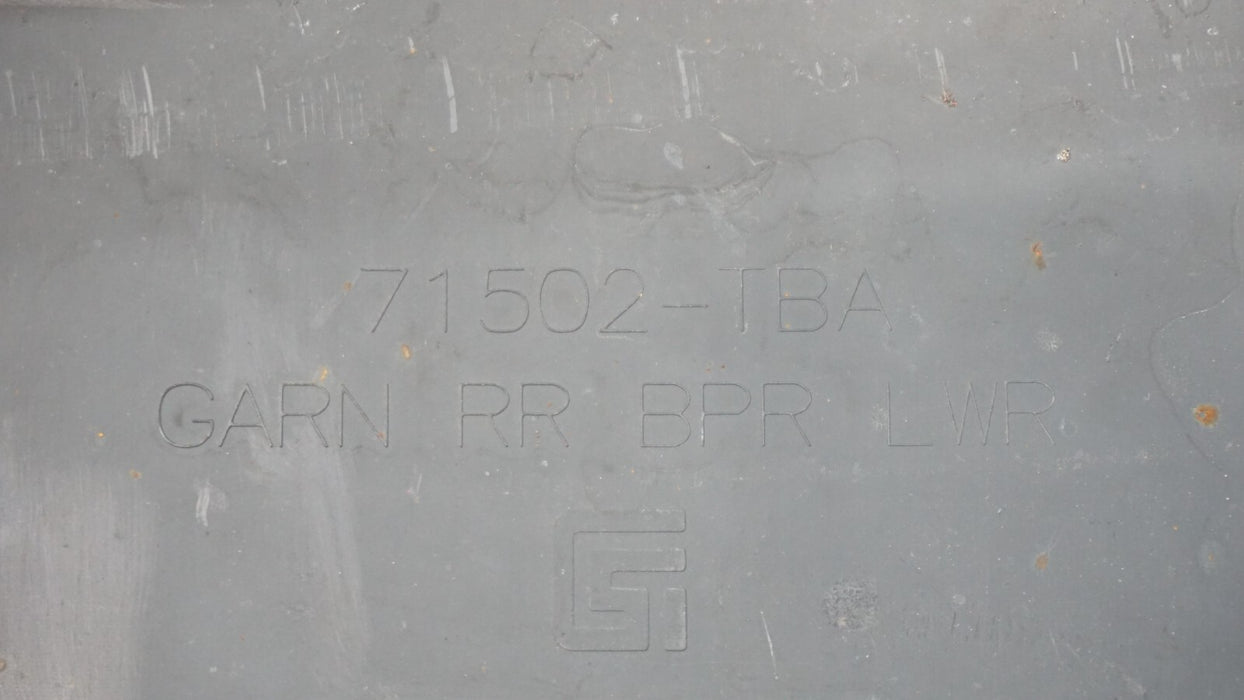 71502-TBA
GARN RR BPR LWR